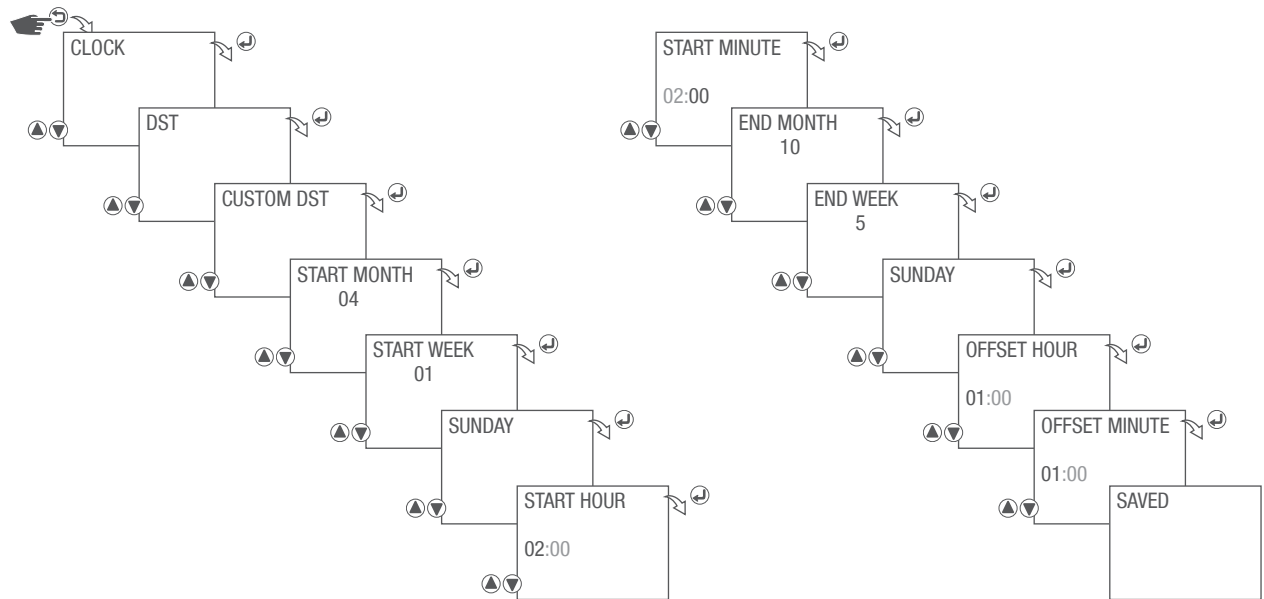 CLOCK
DST
CUSTOM DST
START MONTH
04
START WEEK
01
SUNDAY
START HOUR
02:00
START MINUTE
02:00
END MONTH
10
END WEEK
5
SUNDAY
OFFSET HOUR
01:00
OFFSET MINUTE
01:00
SAVED